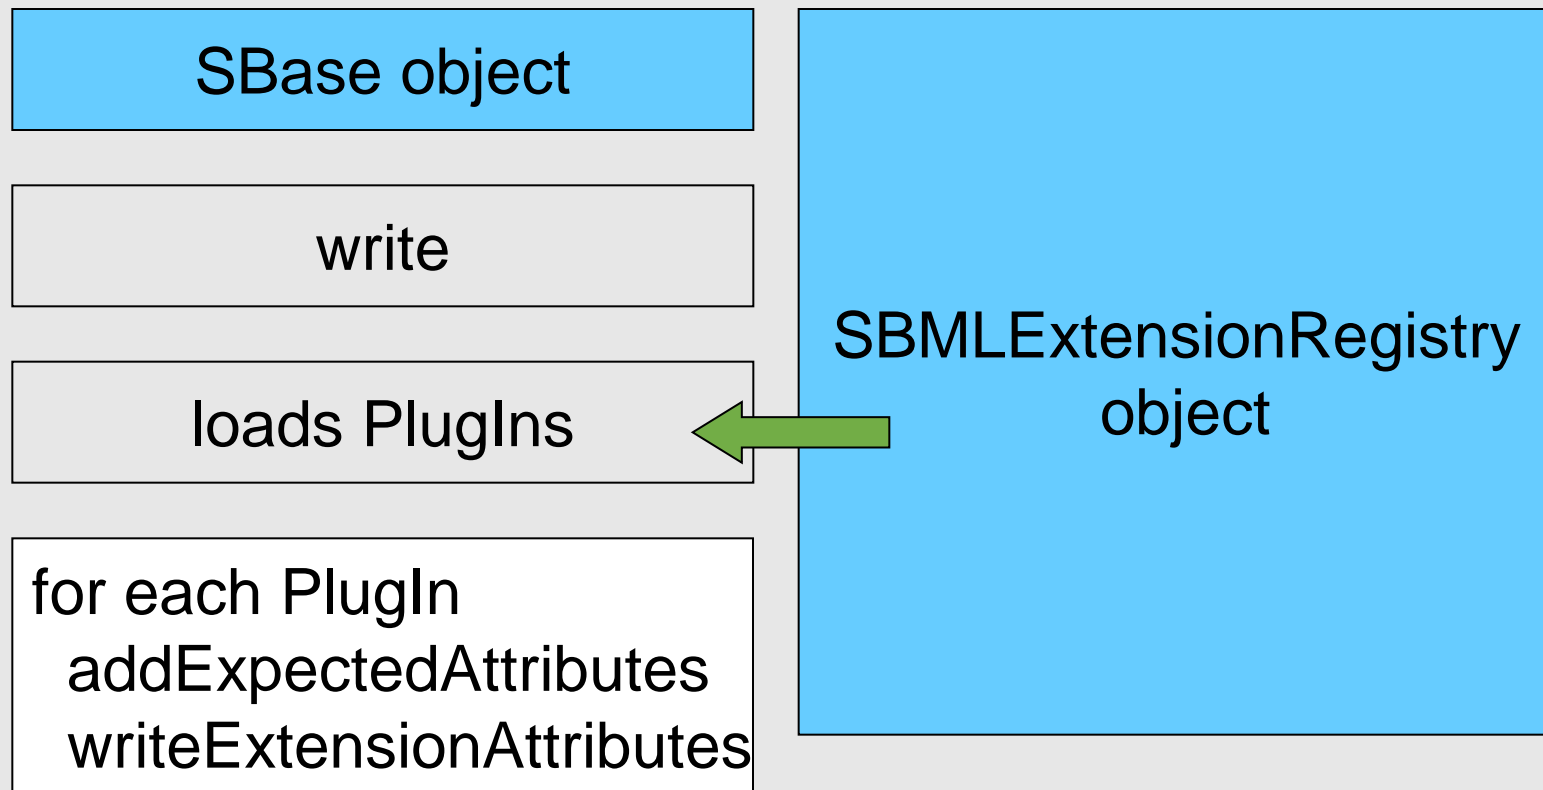 SBase object
write
loads PlugIns
for each PlugIn
addExpectedAttributes
writeExtensionAttributes
SBMLExtensionRegistry
object